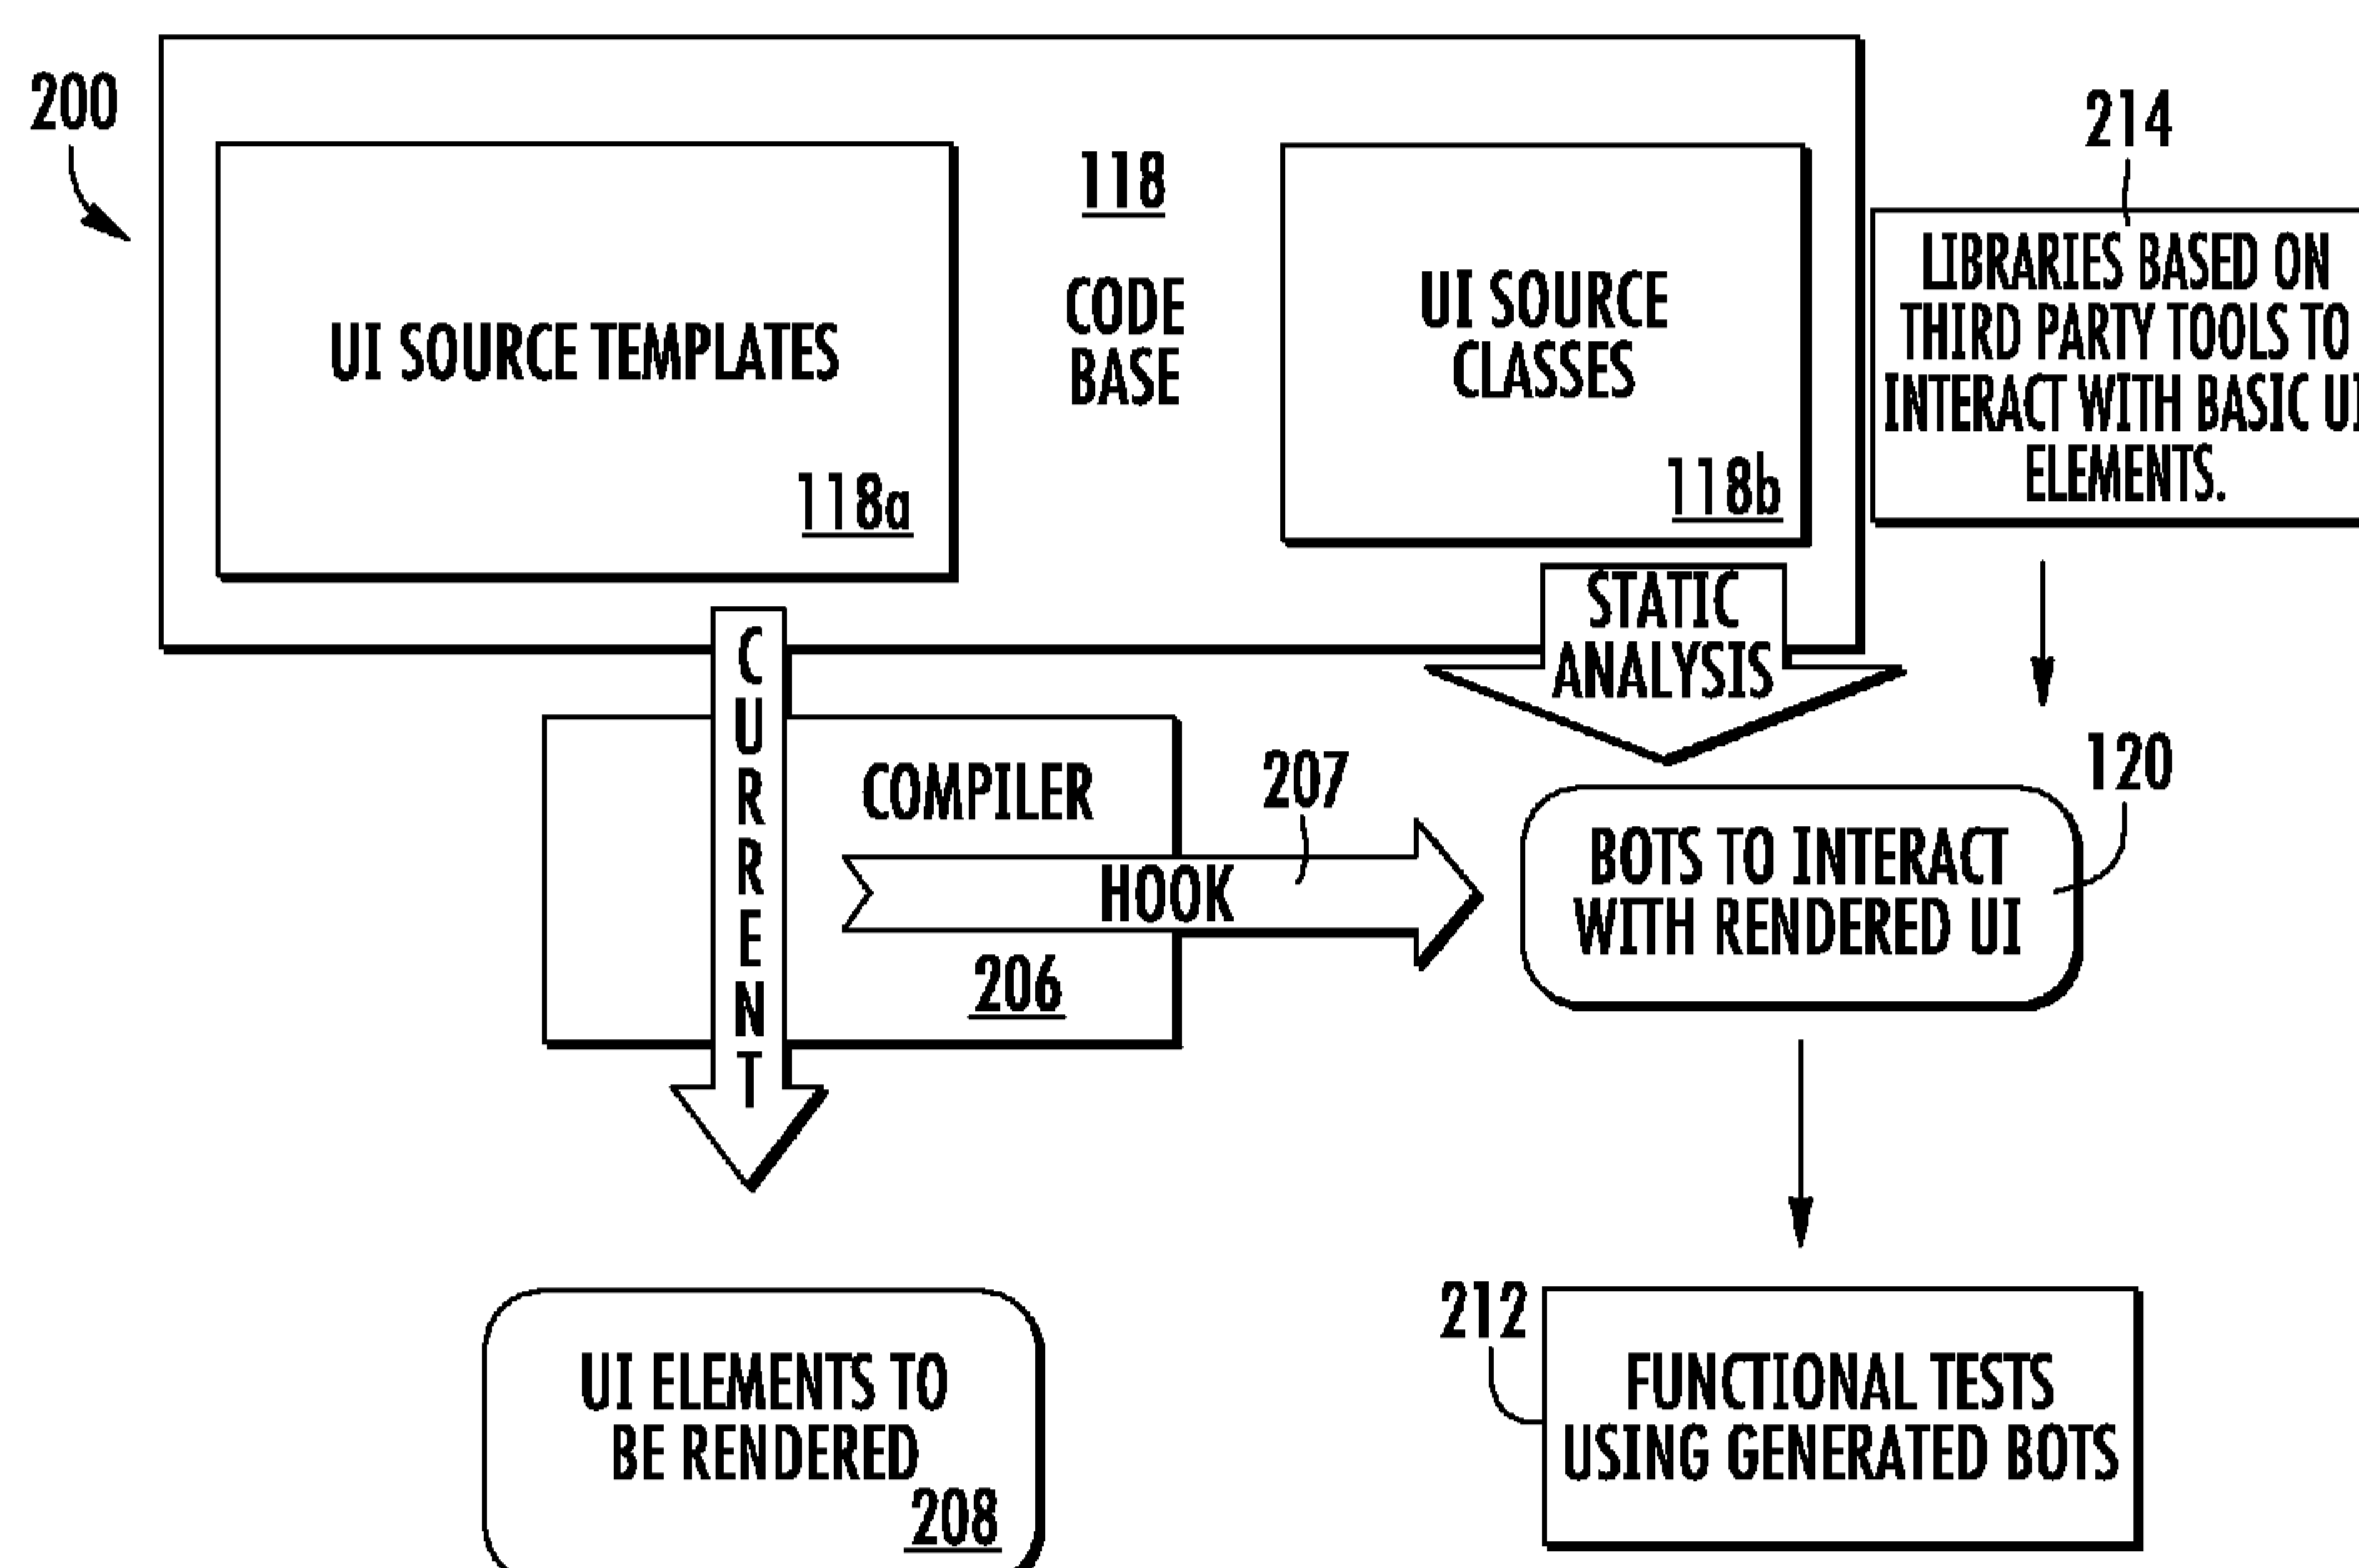 200
118
CODE
BASE
UI SOURCE TEMPLATES
118a
UI SOURCE
CLASSES
118b
214
LIBRARIES BASED ON
THIRD PARTY TOOLS TO
INTERACT WITH BASIC UI
ELEMENTS.
STATIC
ANALYSIS
CURRENT
COMPILER
207
HOOK
206
120
BOTS TO INTERACT
WITH RENDERED UI
212
UI ELEMENTS TO
BE RENDERED
208
FUNCTIONAL TESTS
USING GENERATED BOTS